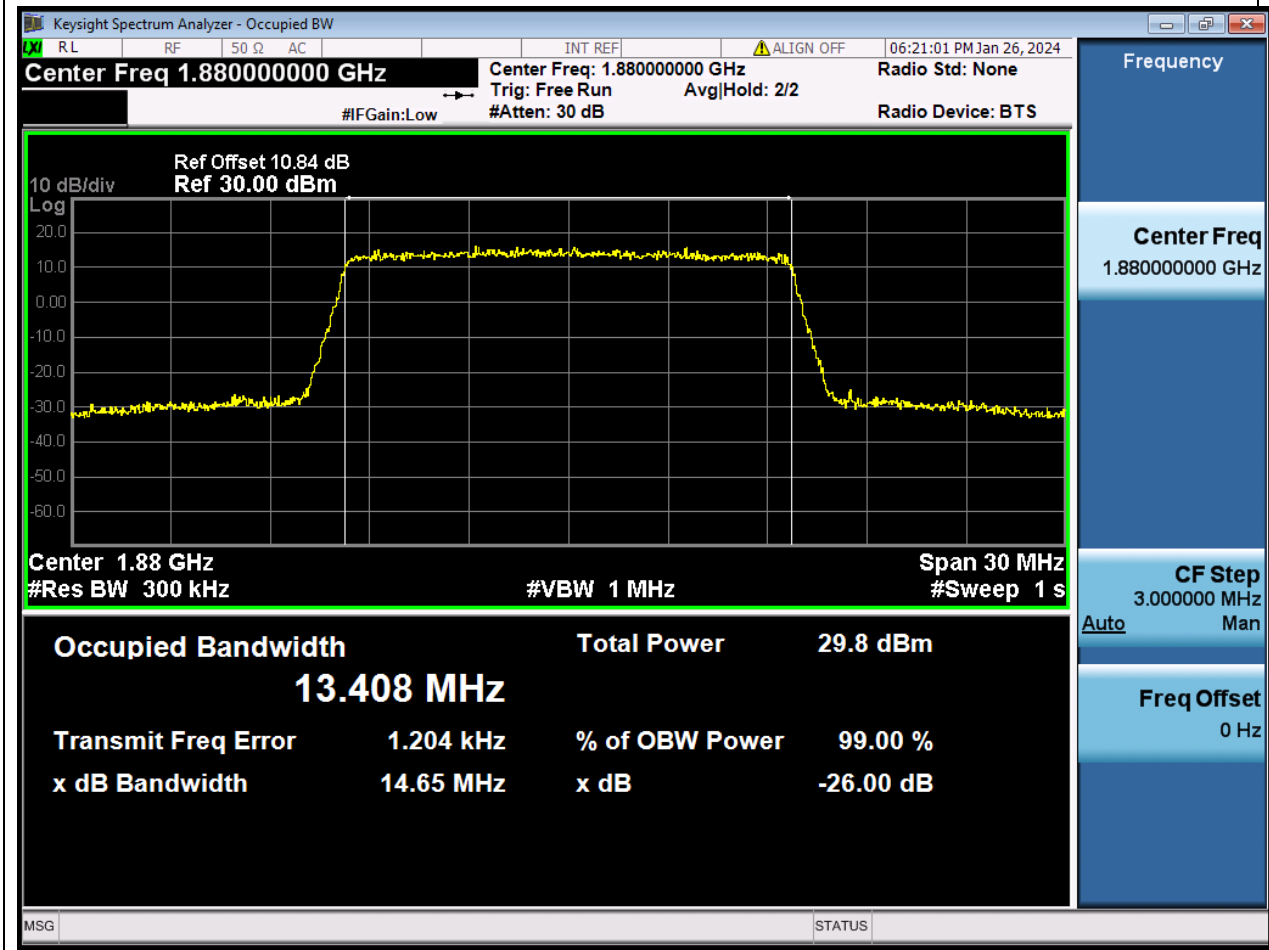 Keysight Spectrum Analyzer - Occupied BW
LXI RL RF 50 Ω AC INT REF ALIGN OFF 06:21:01 PM Jan 26, 2024
Center Freq 1.880000000 GHz
Center Freq: 1.880000000 GHz Radio Std: None
Trig: Free Run Avg|Hold: 2/2
#IFGain:Low #Atten: 30 dB Radio Device: BTS
Ref Offset 10.84 dB
10 dB/div Ref 30.00 dBm
Log
20.0
10.0
0.00
-10.0
-20.0
-30.0
-40.0
-50.0
-60.0
Center 1.88 GHz Span 30 MHz
#Res BW 300 kHz #VBW 1 MHz #Sweep 1 s
Occupied Bandwidth Total Power 29.8 dBm
13.408 MHz
Transmit Freq Error 1.204 kHz % of OBW Power 99.00 %
x dB Bandwidth 14.65 MHz x dB -26.00 dB
MSG STATUS
Frequency
Center Freq
1.880000000 GHz
CF Step
3.000000 MHz
Auto Man
Freq Offset
0 Hz